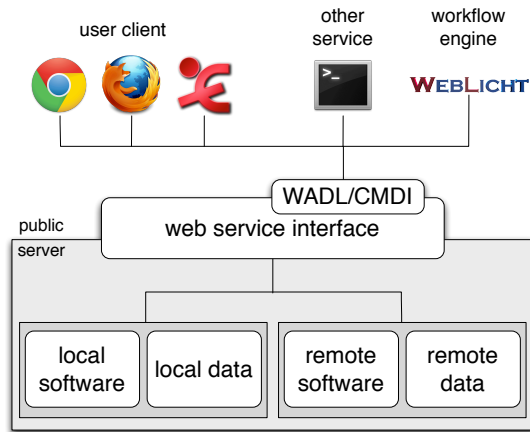 user client
other
service
workflow
engine
>_
WEBLICHT
WADL/CMDI
public
web service interface
server
local
software
local data
remote
software
remote
data